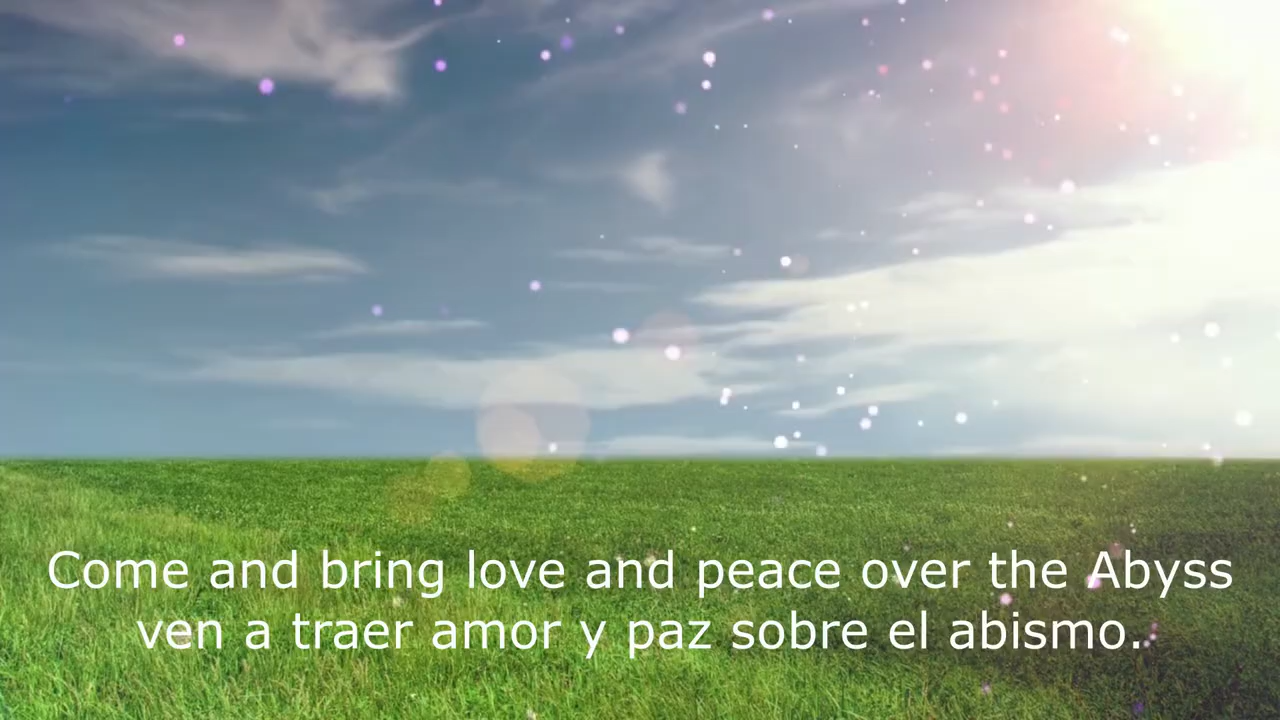 Come and bring love and peace over the Abyss
ven a traer amor y paz sobre el abismo.